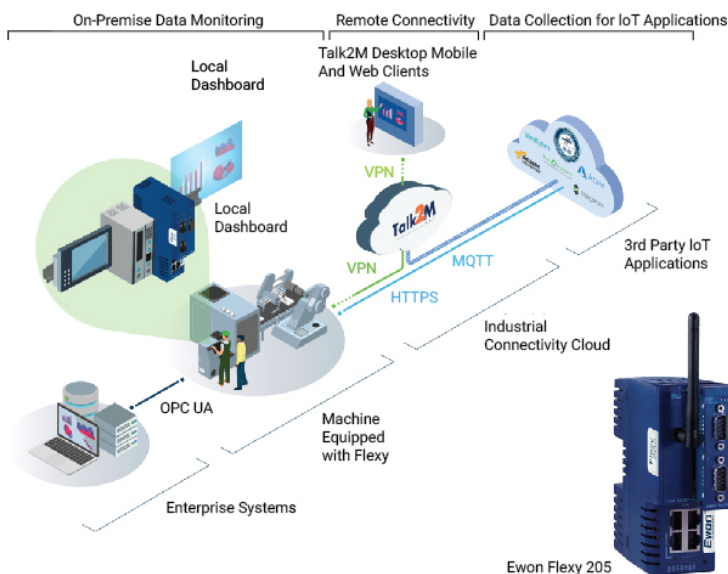 On-Premise Data Monitoring
Remote Connectivity
Data Collection for IoT Applications
Talk2M Desktop Mobile
And Web Clients
Local
Dashboard
VPN
Azure
Local
Dashboard
Talk2M
VPN
MQTT
HTTPS
3rd Party IoT
Applications
Industrial
Connectivity Cloud
OPC UA
Machine
Equipped
with Flexy
Enterprise Systems
Ewon
Ewon Flexy 205